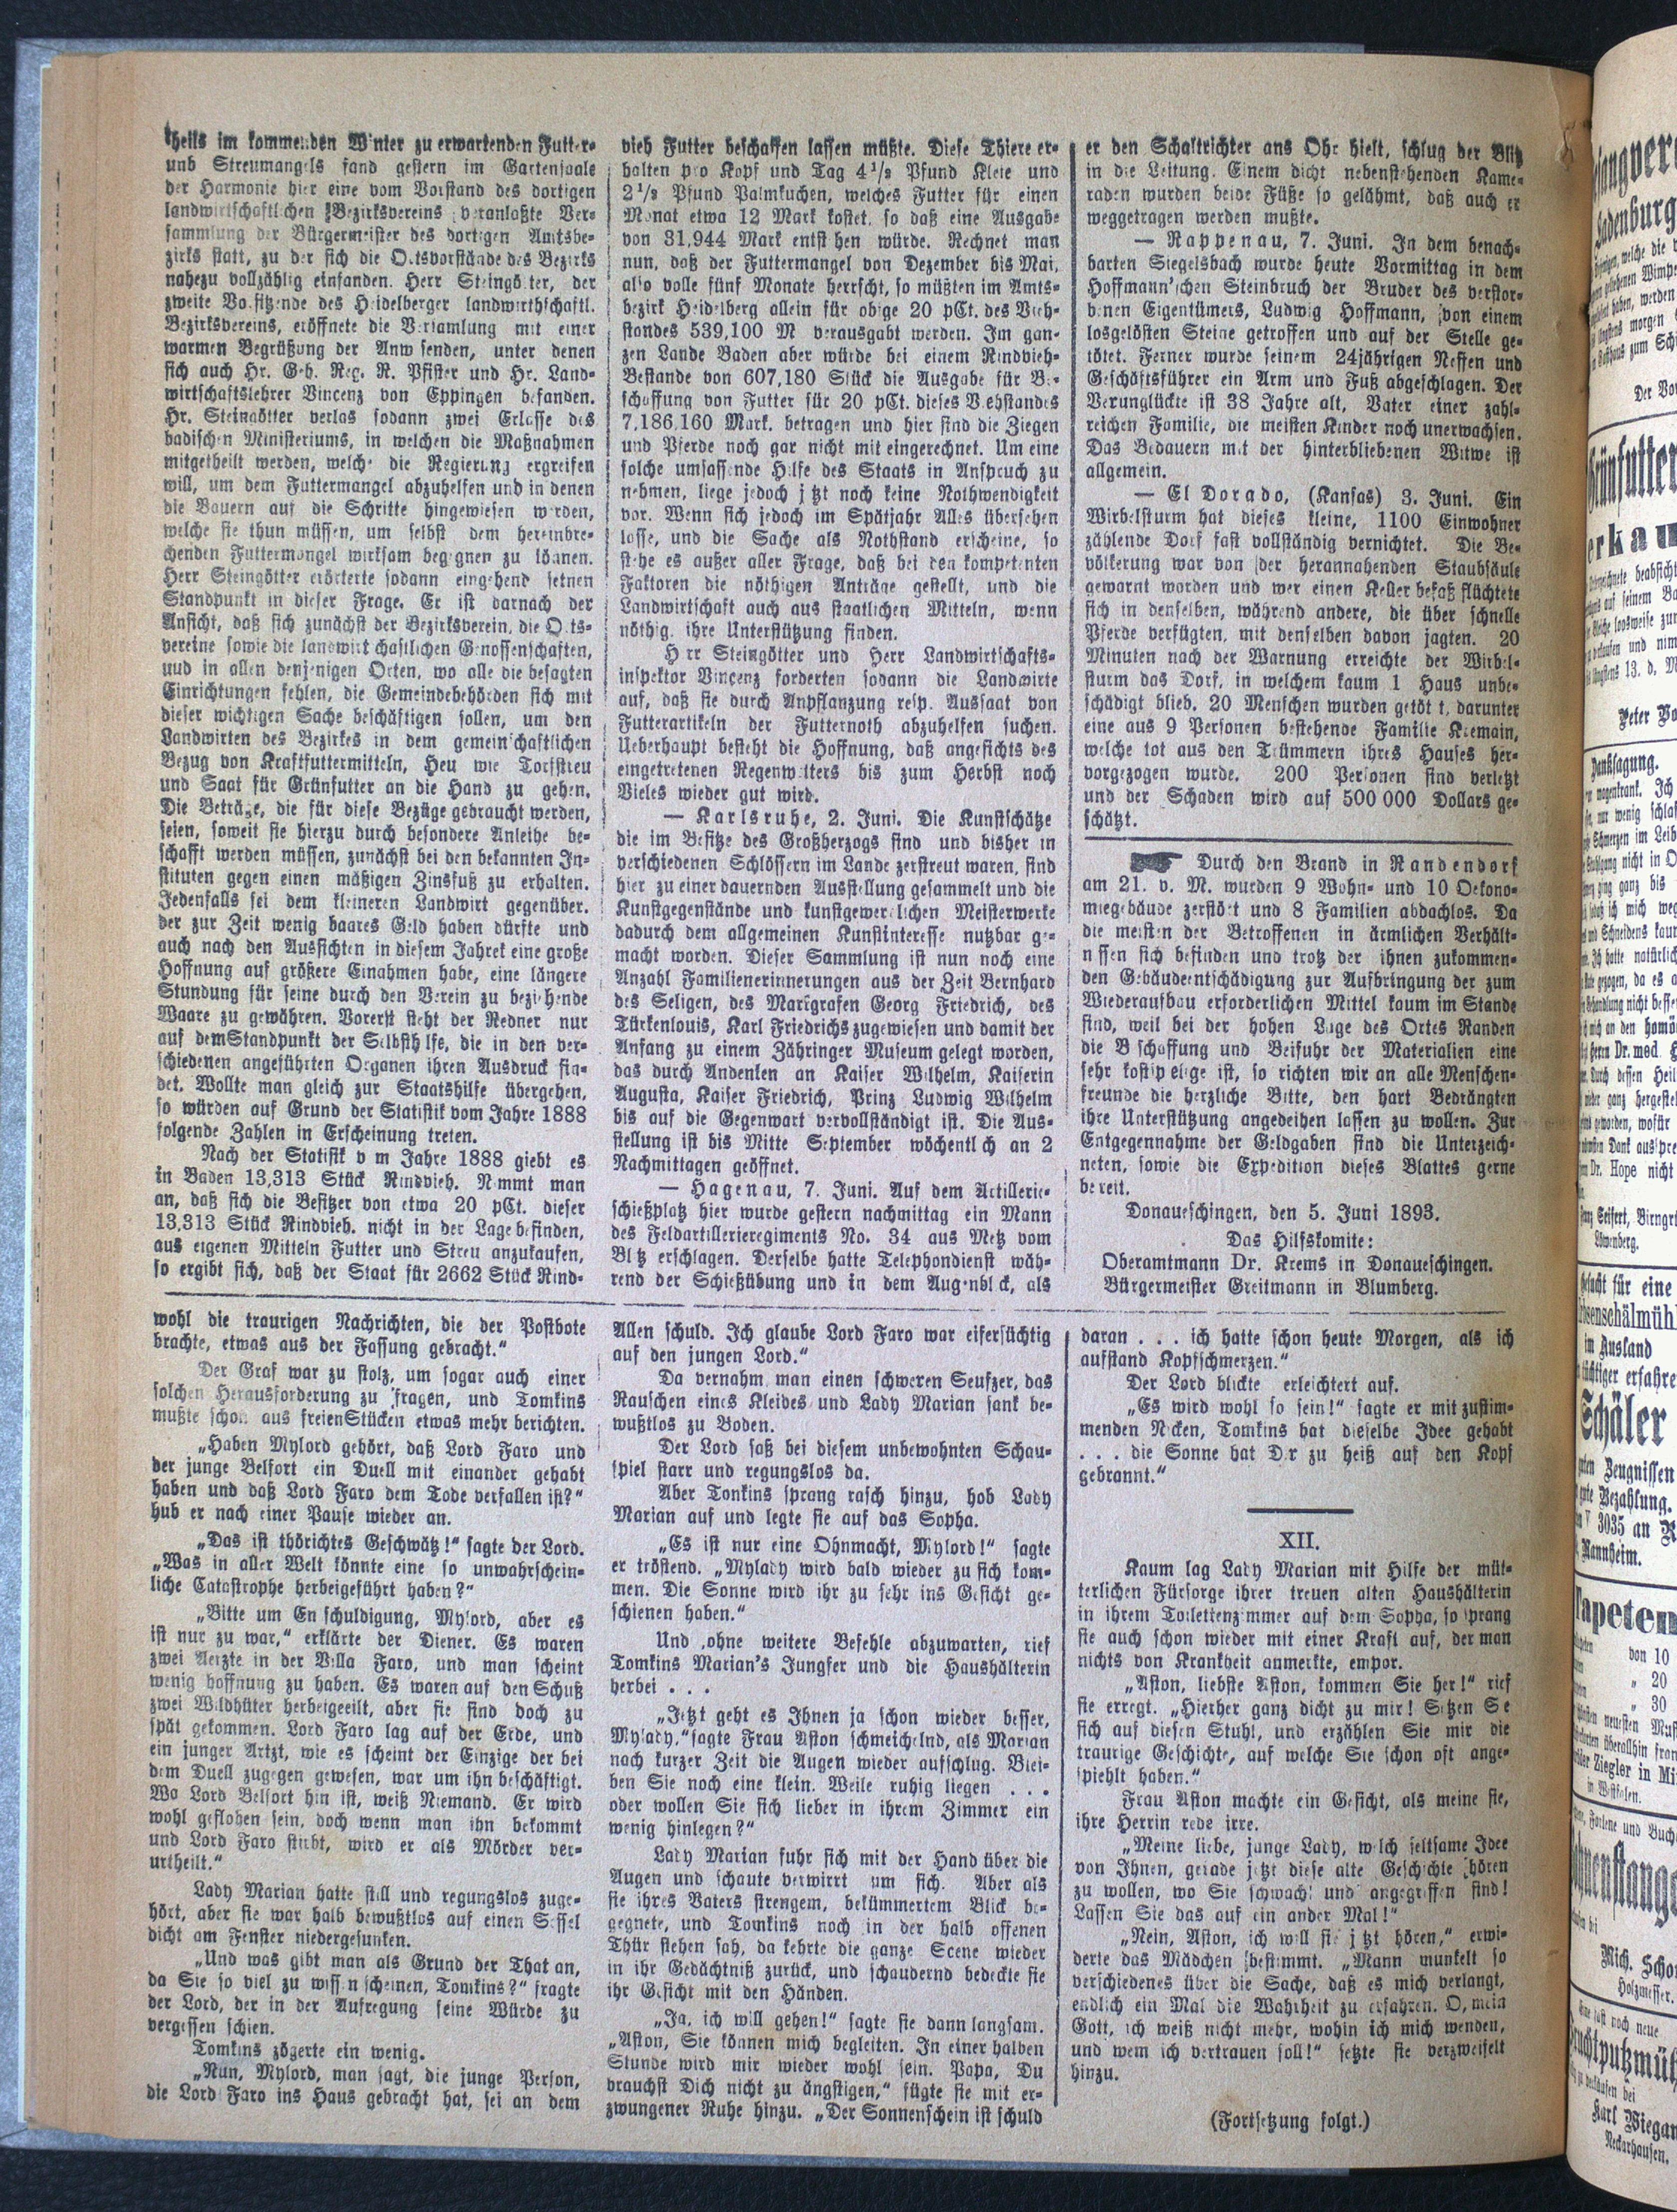 theils im kommenden Winter zu erwartenden Futter-
und Streumangels fand gestern im Gartensaale
der Harmonie hier eine vom Vorstand des dortigen
landwirtschaftlichen Bezirksvereins veranlaßte Ver-
sammlung der Bürgermeister des dortigen Amtsbe-
zirks statt, zu der sich die Ortsvorstände des Bezirks
nahezu vollzählig einfanden. Herr Steingötter, der
zweite Vorsitzende des Heidelberger landwirthschaftl.
Bezirksvereins, eröffnete die Versamlung mit einer
warmen Begrüßung der Anwesenden, unter denen
sich auch Hr. Geh. Reg. R. Pfister und Hr. Land-
wirtschaftslehrer Vincenz von Eppingen befanden.
Hr. Steingötter verlas sodann zwei Erlasse des
badischen Ministeriums, in welchen die Maßnahmen
mitgetheilt werden, welche die Regierung ergreifen
will, um dem Futtermangel abzuhelfen und in denen
die Bauern auf die Schritte hingewiesen werden,
welche sie thun müssen, um selbst dem hereinbre-
chenden Futtermangel wirksam begegnen zu können.
Herr Steingötter erörterte sodann eingehend seinen
Standpunkt in dieser Frage. Er ist darnach der
Ansicht, daß sich zunächst der Bezirksverein, die Orts-
vereine sowie die landwirtschaftlichen Genossenschaften,
uud in allen denjenigen Orten, wo alle die besagten
Einrichtungen fehlen, die Gemeindebehörden sich mit
dieser wichtigen Sache beschäftigen sollen, um den
Landwirten des Bezirkes in dem gemeinschaftlichen
Bezug von Kraftfuttermitteln, Heu wie Torfstreu
und Saat für Grünfutter an die Hand zu gehen.
Die Beträge, die für diese Bezüge gebraucht werden,
seien, soweit sie hierzu durch besondere Anleihe be-
schafft werden müssen, zunächst bei den bekannten In-
stituten gegen einen mäßigen Zinsfuß zu erhalten.
Jedenfalls sei dem kleineren Landwirt gegenüber.
der zur Zeit wenig baares Geld haben dürfte und
auch nach den Aussichten in diesem Jahre keine große
Hoffnung auf größere Einahmen habe, eine längere
Stundung für seine durch den Verein zu beziehende
Waare zu gewähren. Vorerst steht der Redner nur
auf dem Standpunkt der Selbsthilfe, die in den ver-
schiedenen angeführten Organen ihren Ausdruck fin-
det. Wollte man gleich zur Staatshilfe übergehen,
so würden auf Grund der Statistik vom Jahre 1888
folgende Zahlen in Erscheinung treten.
Nach der Statistik vom Jahre 1888 giebt es
in Baden 13,313 Stück Rindvieh. Nimmt man
an, daß sich die Besitzer von etwa 20 pCt. dieser
13,313 Stück Rindvieh. nicht in der Lage befinden,
aus eigenen Mitteln Futter und Streu anzukaufen,
so ergibt sich, daß der Staat für 2662 Stück Rind-
vieh Futter beschaffen lassen müßte. Diese Thiere er-
halten pro Kopf und Tag 4½ Pfund Kleie und
2½ Pfund Palmkuchen, welches Futter für einen
Monat etwa 12 Mark kostet, so daß eine Ausgabe
von 31,944 Mark entstehen würde. Rechnet man
nun, daß der Futtermangel von Dezember bis Mai,
also volle fünf Monate herrscht, so müßten im Amts-
bezirk Heidelberg allein für obige 20 pCt. des Vieh-
standes 539,100 M verausgabt werden. Im gan-
zen Lande Baden aber würde bei einem Rindvieh-
Bestande von 607,180 Stück die Ausgabe für Be-
schaffung von Futter für 20 pCt. dieses Viehstandes
7,186,160 Mark. betragen und hier sind die Ziegen
und Pferde noch gar nicht mit eingerechnet. Um eine
solche umfassende Hilfe des Staats in Anspruch zu
nehmen, liege jedoch jetzt noch keine Nothwendigkeit
vor. Wenn sich jedoch im Spätjahr Alles übersehen
lasse, und die Sache als Nothstand erscheine, so
stehe es außer aller Frage, daß bei den kompetenten
Faktoren die nöthigen Anträge gestellt, und die
Landwirtschaft auch aus staatlichen Mitteln, wenn
nöthig, ihre Unterstützung finden.
Herr Steingötter und Herr Landwirtschafts-
inspektor Vincenz forderten sodann die Landwirte
auf, daß sie durch Anpflanzung resp. Aussaat von
Futterartikeln der Futternoth abzuhelfen suchen.
Ueberhaupt besteht die Hoffnung, daß angesichts des
eingetretenen Regenwetters bis zum Herbst noch
Vieles wieder gut wird.
— Karlsruhe, 2. Juni. Die Kunstschätze
die im Besitze des Großherzogs sind und bisher in
verschiedenen Schlössern im Lande zerstreut waren, sind
hier zu einer dauernden Ausstellung gesammelt und die
Kunstgegenstände und kunstgewerblichen Meisterwerke
dadurch dem allgemeinen Kunstinteresse nutzbar ge-
macht worden. Dieser Sammlung ist nun noch eine
Anzahl Familienerinnerungen aus der Zeit Bernhard
des Seligen, des Markgrafen Georg Friedrich, des
Türkenlouis, Karl Friedrichs zugewiesen und damit der
Anfang zu einem Zähringer Museum gelegt worden,
das durch Andenken an Kaiser Wilhelm, Kaiserin
Augusta, Kaiser Friedrich, Prinz Ludwig Wilhelm
bis auf die Gegenwart vervollständigt ist. Die Aus-
stellung ist bis Mitte September wöchentlich an 2
Nachmittagen geöffnet.
— Hagenau, 7. Juni. Auf dem Artillerie-
schießplatz hier wurde gestern nachmittag ein Mann
des Feldartillerieregiments No. 34 aus Metz vom
Blitz erschlagen. Derselbe hatte Telephondienst wäh-
rend der Schießübung und in dem Augenblick, als
er den Schaltrichter ans Ohr hielt, schlug der Blitz
in die Leitung. Einem dicht nebenstehenden Kame-
raden wurden beide Füße so gelähmt, daß auch er
weggetragen werden mußte.
— Rappenau, 7. Juni. In dem benach-
barten Siegelsbach wurde heute Vormittag in dem
Hoffmann'schen Steinbruch der Bruder des verstor-
benen Eigentümers, Ludwig Hoffmann, von einem
losgelösten Steine getroffen und auf der Stelle ge-
tötet. Ferner wurde seinem 24jährigen Neffen und
Geschäftsführer ein Arm und Fuß abgeschlagen. Der
Verunglückte ist 38 Jahre alt, Vater einer zahl-
reichen Familie, die meisten Kinder noch unerwachsen.
Das Bedauern mit der hinterbliebenen Witwe ist
allgemein.
— El Dorado, (Kansas) 3. Juni. Ein
Wirbelsturm hat dieses kleine, 1100 Einwohner
zählende Dorf fast vollständig vernichtet. Die Be-
völkerung war von der herannahenden Staubsäule
gewarnt worden und wer einen Keller besaß flüchtete
sich in denselben, während andere, die über schnelle
Pferde verfügten, mit denselben davon jagten. 20
Minuten nach der Warnung erreichte der Wirbel-
sturm das Dorf, in welchem kaum 1 Haus unbe-
schädigt blieb. 20 Menschen wurden getötet, darunter
eine aus 9 Personen bestehende Familie Kremain,
welche tot aus den Trümmern ihres Hauses her-
vorgezogen wurde. 200 Personen sind verletzt
und der Schaden wird auf 500 000 Dollars ge-
schätzt.
Durch den Brand in Randendorf
am 21. v. M. wurden 9 Wohn- und 10 Oekono-
miegebäude zerstört und 8 Familien abdachlos. Da
die meisten der Betroffenen in ärmlichen Verhält-
nissen sich befinden und trotz der ihnen zukommen-
den Gebäudeentschädigung zur Aufbringung der zum
Wiederaufbau erforderlichen Mittel kaum im Stande
sind, weil bei der hohen Lage des Ortes Randen
die Beschaffung und Beifuhr der Materialien eine
sehr kostspielige ist, so richten wir an alle Menschen-
freunde die herzliche Bitte, den hart Bedrängten
ihre Unterstützung angedeihen lassen zu wollen. Zur
Entgegennahme der Geldgaben sind die Unterzeich-
neten, sowie die Expedition dieses Blattes gerne
bereit.
Donaueschingen, den 5. Juni 1893.
Das Hilfskomite:
Oberamtmann Dr. Krems in Donaueschingen.
Bürgermeister Greitmann in Blumberg.
wohl die traurigen Nachrichten, die der Postbote
brachte, etwas aus der Fassung gebracht.“
Der Graf war zu stolz, um sogar auch einer
solchen Herausforderung zu fragen, und Tomkins
mußte schon aus freien Stücken etwas mehr berichten.
„Haben Mylord gehört, daß Lord Faro und
der junge Belfort ein Duell mit einander gehabt
haben und daß Lord Faro dem Tode verfallen ist?“
hub er nach einer Pause wieder an.
„Das ist thörichtes Geschwätz!“ sagte der Lord.
„Was in aller Welt könnte eine so unwahrschein-
liche Catastrophe herbeigeführt haben?“
„Bitte um Entschuldigung, Mylord, aber es
ist nur zu war,“ erklärte der Diener. Es waren
zwei Aerzte in der Villa Faro, und man scheint
wenig hoffnung zu haben. Es waren auf den Schuß
zwei Wildhüter herbeigeeilt, aber sie sind doch zu
spät gekommen. Lord Faro lag auf der Erde, und
ein junger Artzt, wie es scheint der Einzige der bei
dem Duell zugegen gewesen, war um ihn beschäftigt.
Wo Lord Belfort hin ist, weiß Niemand. Er wird
wohl geflohen sein, doch wenn man ihn bekommt
und Lord Faro stirbt, wird er als Mörder ver-
urtheilt.“
Lady Marian hatte still und regungslos zuge-
hört, aber sie war halb bewußtlos auf einen Sessel
dicht am Fenster niedergesunken.
„Und was gibt man als Grund der That an,
da Sie so viel zu wissen scheinen, Tomkins?“ fragte
der Lord, der in der Aufregung seine Würde zu
vergessen schien.
Tomkins zögerte ein wenig.
„Nun, Mylord, man sagt, die junge Person,
die Lord Faro ins Haus gebracht hat, sei an dem
Allen schuld. Ich glaube Lord Faro war eifersüchtig
auf den jungen Lord.“
Da vernahm man einen schweren Seufzer, das
Rauschen eines Kleides und Lady Marian sank be-
wußtlos zu Boden.
Der Lord saß bei diesem unbewohnten Schau-
spiel starr und regungslos da.
Aber Tonkins sprang rasch hinzu, hob Lady
Marian auf und legte sie auf das Sopha.
„Es ist nur eine Ohnmacht, Mylord!“ sagte
er tröstend. „Mylady wird bald wieder zu sich kom-
men. Die Sonne wird ihr zu sehr ins Gesicht ge-
schienen haben.“
Und ohne weitere Befehle abzuwarten, rief
Tomkins Marian's Jungfer und die Haushälterin
herbei . . .
„Jetzt geht es Ihnen ja schon wieder besser,
Mylady.“ sagte Frau Aston schmeichelnd, als Marian
nach kurzer Zeit die Augen wieder aufschlug. Blei-
ben Sie noch eine klein. Weile ruhig liegen . . .
oder wollen Sie sich lieber in ihrem Zimmer ein
wenig hinlegen?“
Lady Marian fuhr sich mit der Hand über die
Augen und schaute verwirrt um sich. Aber als
sie ihres Vaters strengem, bekümmertem Blick be-
gegnete, und Tomkins noch in der halb offenen
Thür stehen sah, da kehrte die ganze Scene wieder
in ihr Gedächtniß zurück, und schaudernd bedeckte sie
ihr Gesicht mit den Händen.
„Ja, ich will gehen!“ sagte sie dann langsam.
„Aston, Sie können mich begleiten. In einer halben
Stunde wird mir wieder wohl sein. Papa, Du
brauchst Dich nicht zu ängstigen,“ fügte sie mit er-
zwungener Ruhe hinzu. „Der Sonnenschein ist schuld
daran . . . ich hatte schon heute Morgen, als ich
aufstand Kopfschmerzen.“
Der Lord blickte erleichtert auf.
„Es wird wohl so sein!“ sagte er mit zustim-
menden Nicken, Tomkins hat dieselbe Idee gehabt
. . . die Sonne hat Dir zu heiß auf den Kopf
gebrannt.“
XII.
Kaum lag Lady Marian mit Hilfe der müt-
terlichen Fürsorge ihrer treuen alten Haushälterin
in ihrem Toilettenzimmer auf dem Sopha, so sprang
sie auch schon wieder mit einer Kraft auf, der man
nichts von Krankheit anmerkte, empor.
„Aston, liebste Aston, kommen Sie her!“ rief
sie erregt. „Hierher ganz dicht zu mir! Setzen Sie
sich auf diesen Stuhl, und erzählen Sie mir die
traurige Geschichte, auf welche Sie schon oft ange-
spiehlt haben.“
Frau Aston machte ein Gesicht, als meine sie,
ihre Herrin rede irre.
„Meine liebe, junge Lady, welch seltsame Idee
von Ihnen, gerade jetzt diese alte Geschichte hören
zu wollen, wo Sie schwach und angegriffen sind!
Lassen Sie das auf ein ander Mal!“
„Nein, Aston, ich will sie jetzt hören,“ erwi-
derte das Mädchen bestimmt. „Mann munkelt so
verschiedenes über die Sache, daß es mich verlangt,
endlich ein Mal die Wahrheit zu erfahren. O, mein
Gott, ich weiß nicht mehr, wohin ich mich wenden,
und wem ich vertrauen soll!“ setzte sie verzweifelt
hinzu.
(Fortsetzung folgt.)